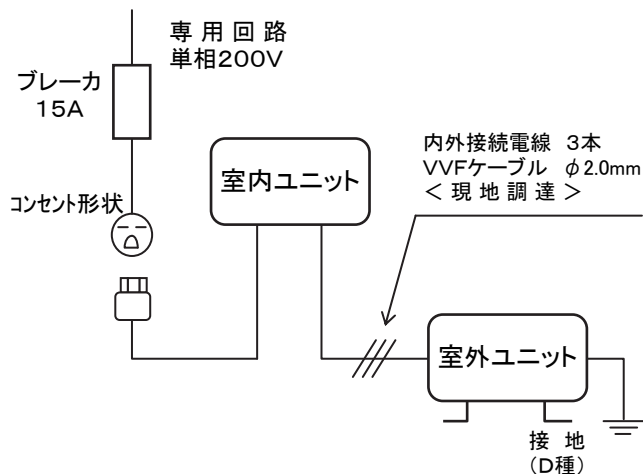 専用回路
単相200V
ブレーカ
15A
コンセント形状
室内ユニット
内外接続電線 3本
VVFケーブル φ2.0mm
<現地調達>
室外ユニット
接地
(D種)